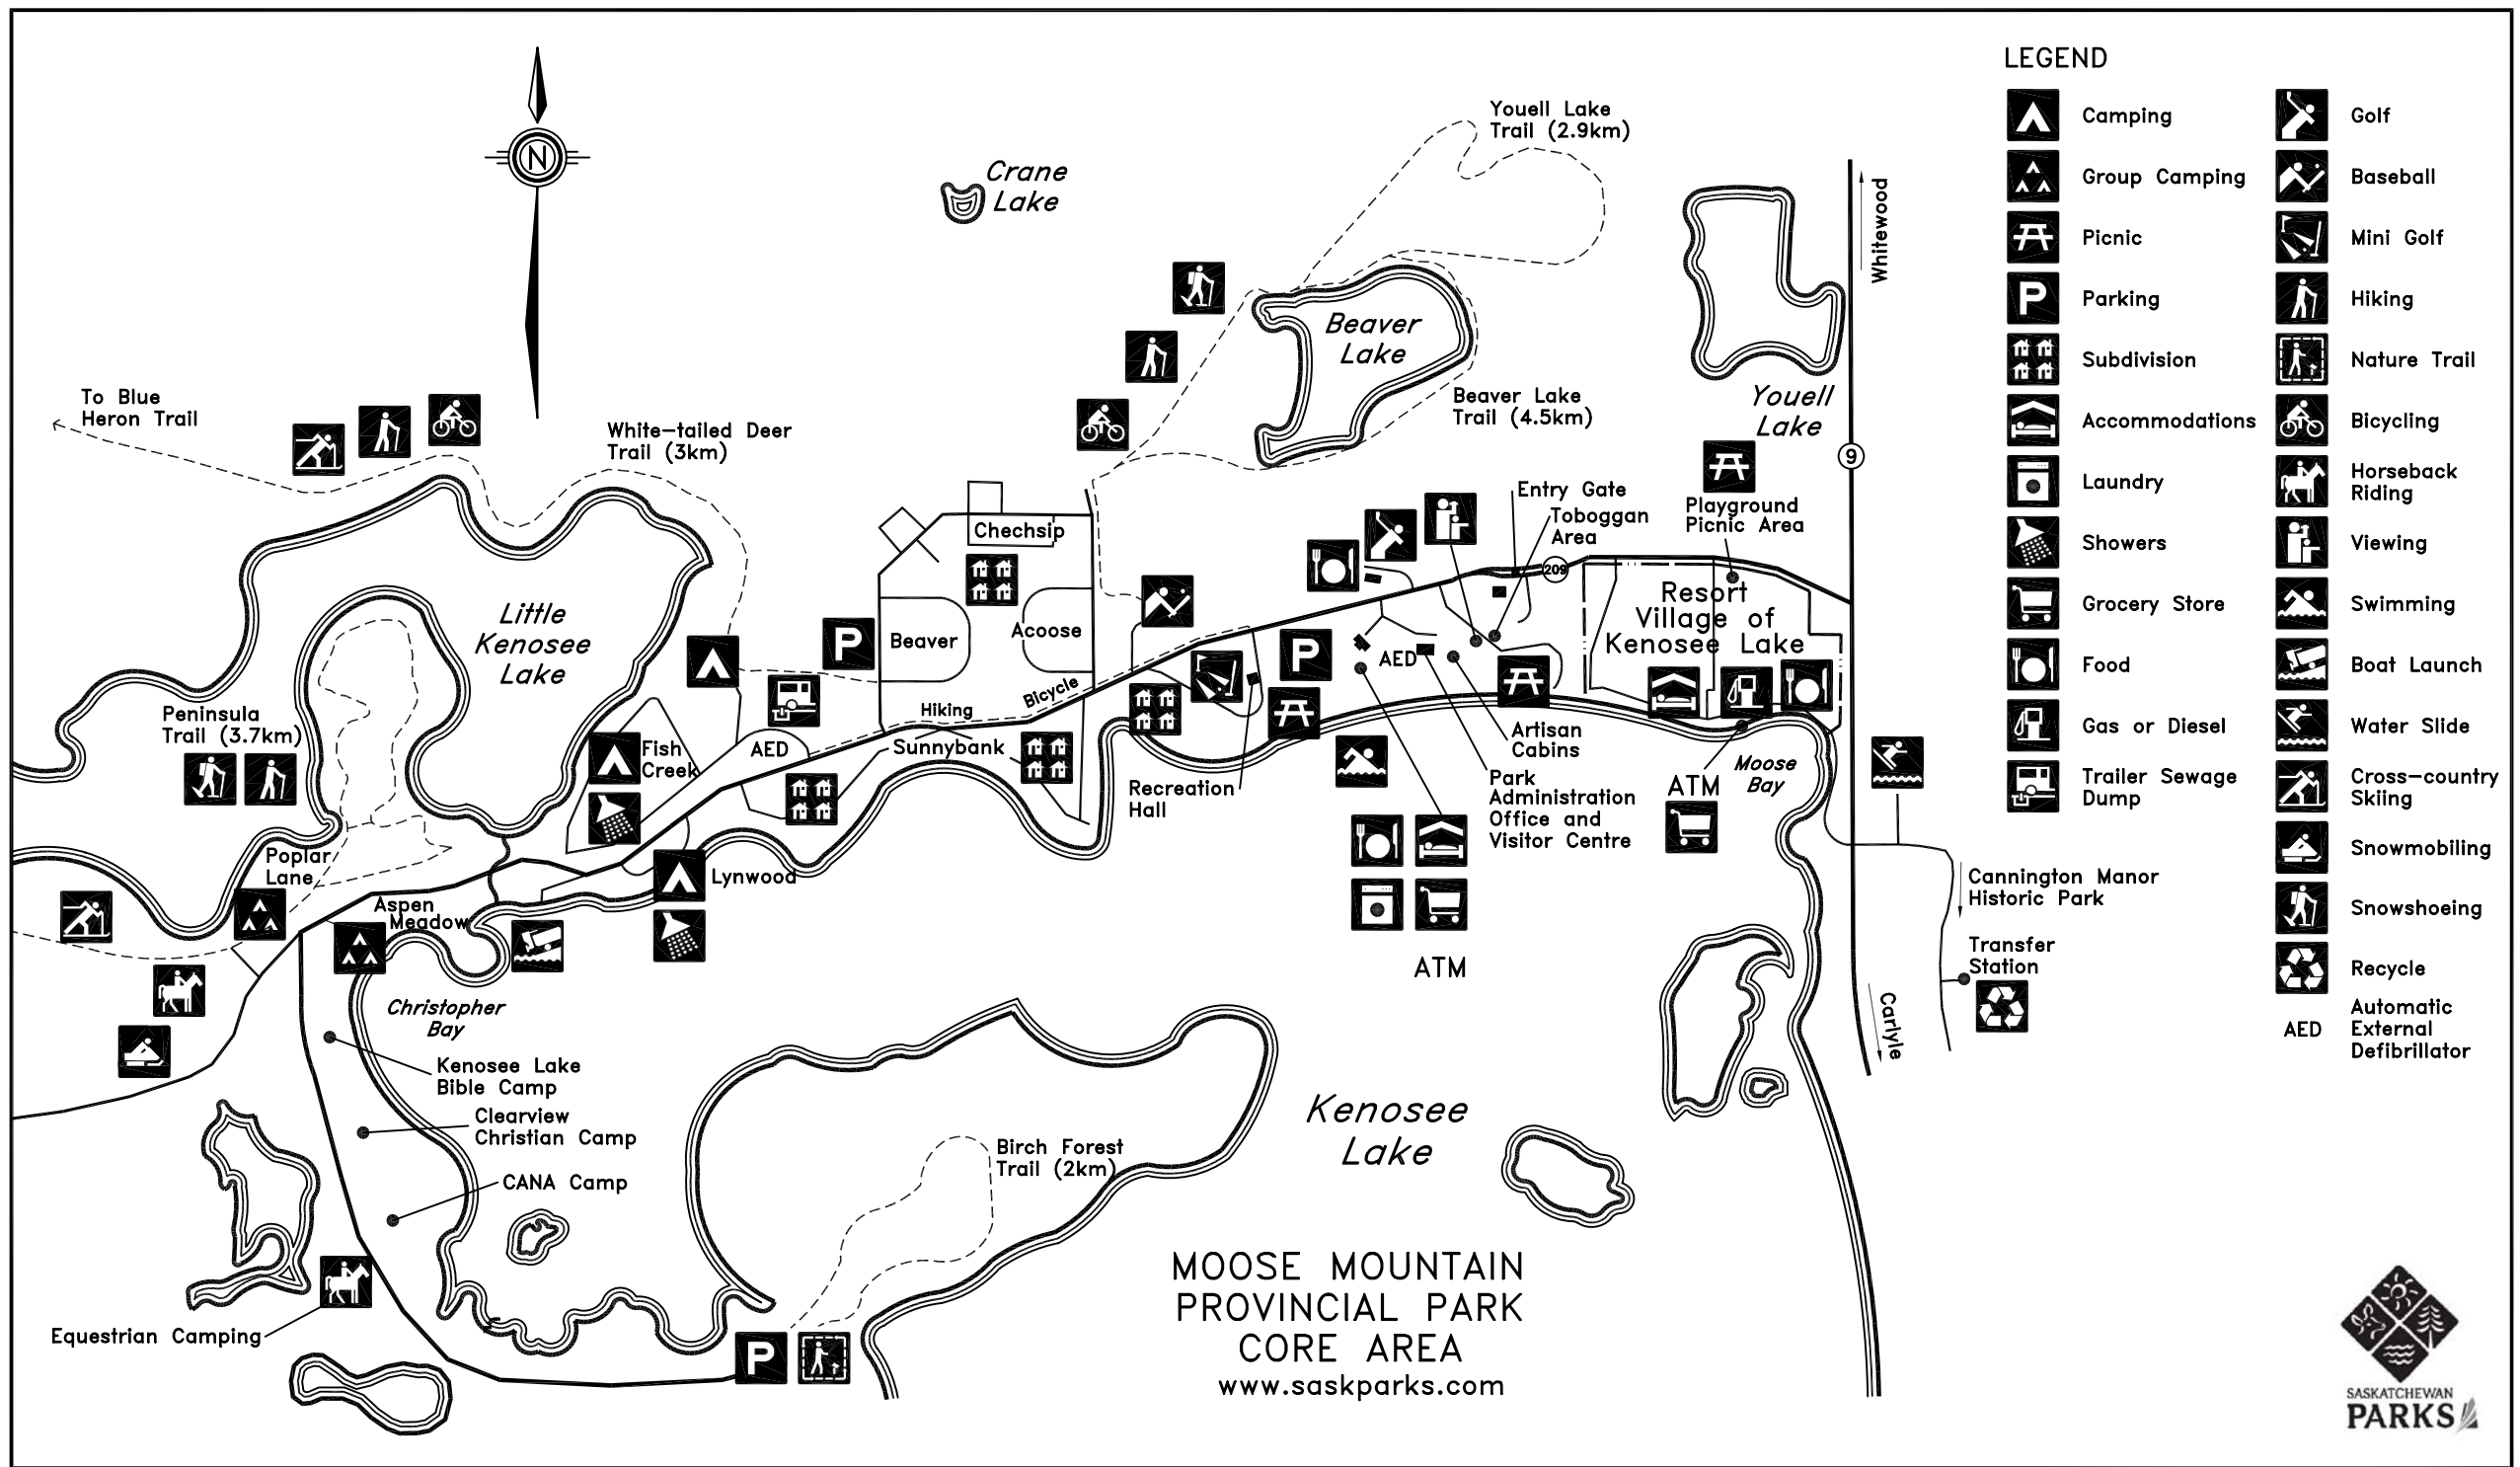 LEGEND
Camping
Group Camping
Picnic
P
Parking
Subdivision
Accommodations
Laundry
Showers
Grocery Store
Food
Gas or Diesel
Trailer Sewage
Dump
Golf
Baseball
Mini Golf
Hiking
Nature Trail
Bicycling
Horseback
Riding
Viewing
Swimming
Boat Launch
Water Slide
Cross-country
Skiing
Snowmobiling
Snowshoeing
Recycle
AED
Automatic
External
Defibrillator
N
Crane
Lake
Youell Lake
Trail (2.9km)
Whitewood
Beaver
Lake
Beaver Lake
Trail (4.5km)
Youell
Lake
9
To Blue
Heron Trail
White-tailed Deer
Trail (3km)
Entry Gate
Toboggan
Area
Playground
Picnic Area
Chechsip
209
Resort
Village of
Kenosee Lake
Little
Kenosee
Lake
P
Beaver
Acoose
P
AED
Bicycle
Hiking
Peninsula
Trail (3.7km)
Fish
Creek
AED
Sunnybank
Artisan
Cabins
Recreation
Hall
Park
Administration
Office and
Visitor Centre
ATM
Moose
Bay
Poplar
Lane
Lynwood
Aspen
Meadow
Cannington Manor
Historic Park
Transfer
Station
ATM
Carlyle
Christopher
Bay
Kenosee Lake
Bible Camp
Clearview
Christian Camp
CANA Camp
Birch Forest
Trail (2km)
Kenosee
Lake
Equestrian Camping
P
MOOSE MOUNTAIN
PROVINCIAL PARK
CORE AREA
www.saskparks.com
SASKATCHEWAN
PARKS